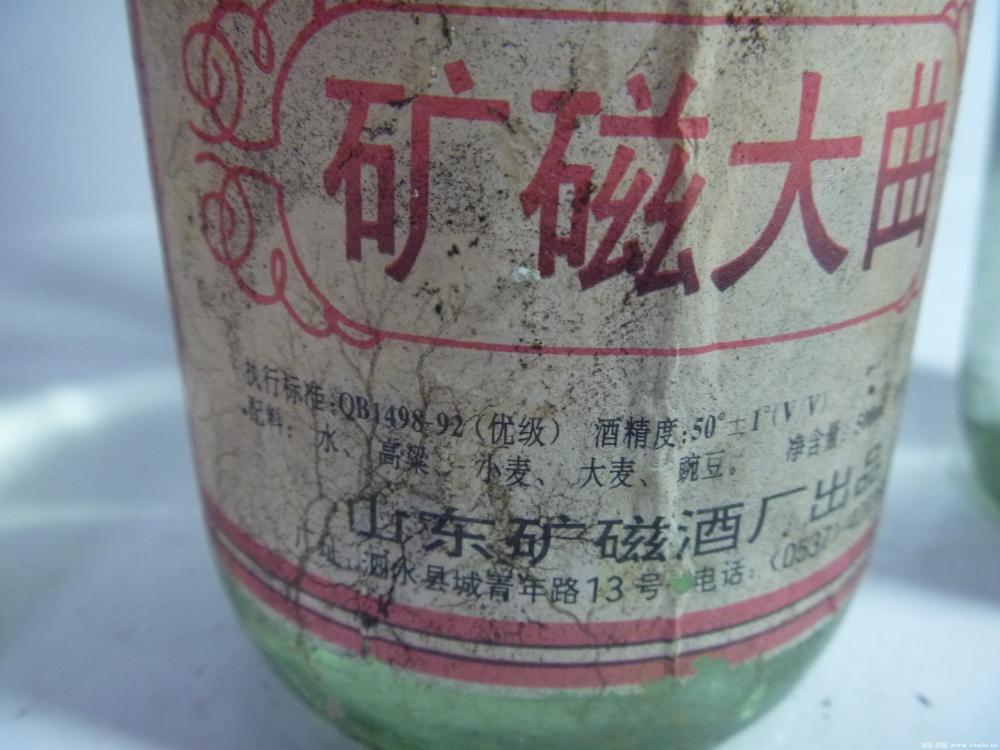 矿磁大曲
执行标准:QB1498-92(优级) 酒精度:50°±1°(V/V)
配料: 水、高粱、小麦、大麦、豌豆。 净含量:
山东矿磁酒厂出品
厂址:泗水县城菁年路13号 电话:(0537)